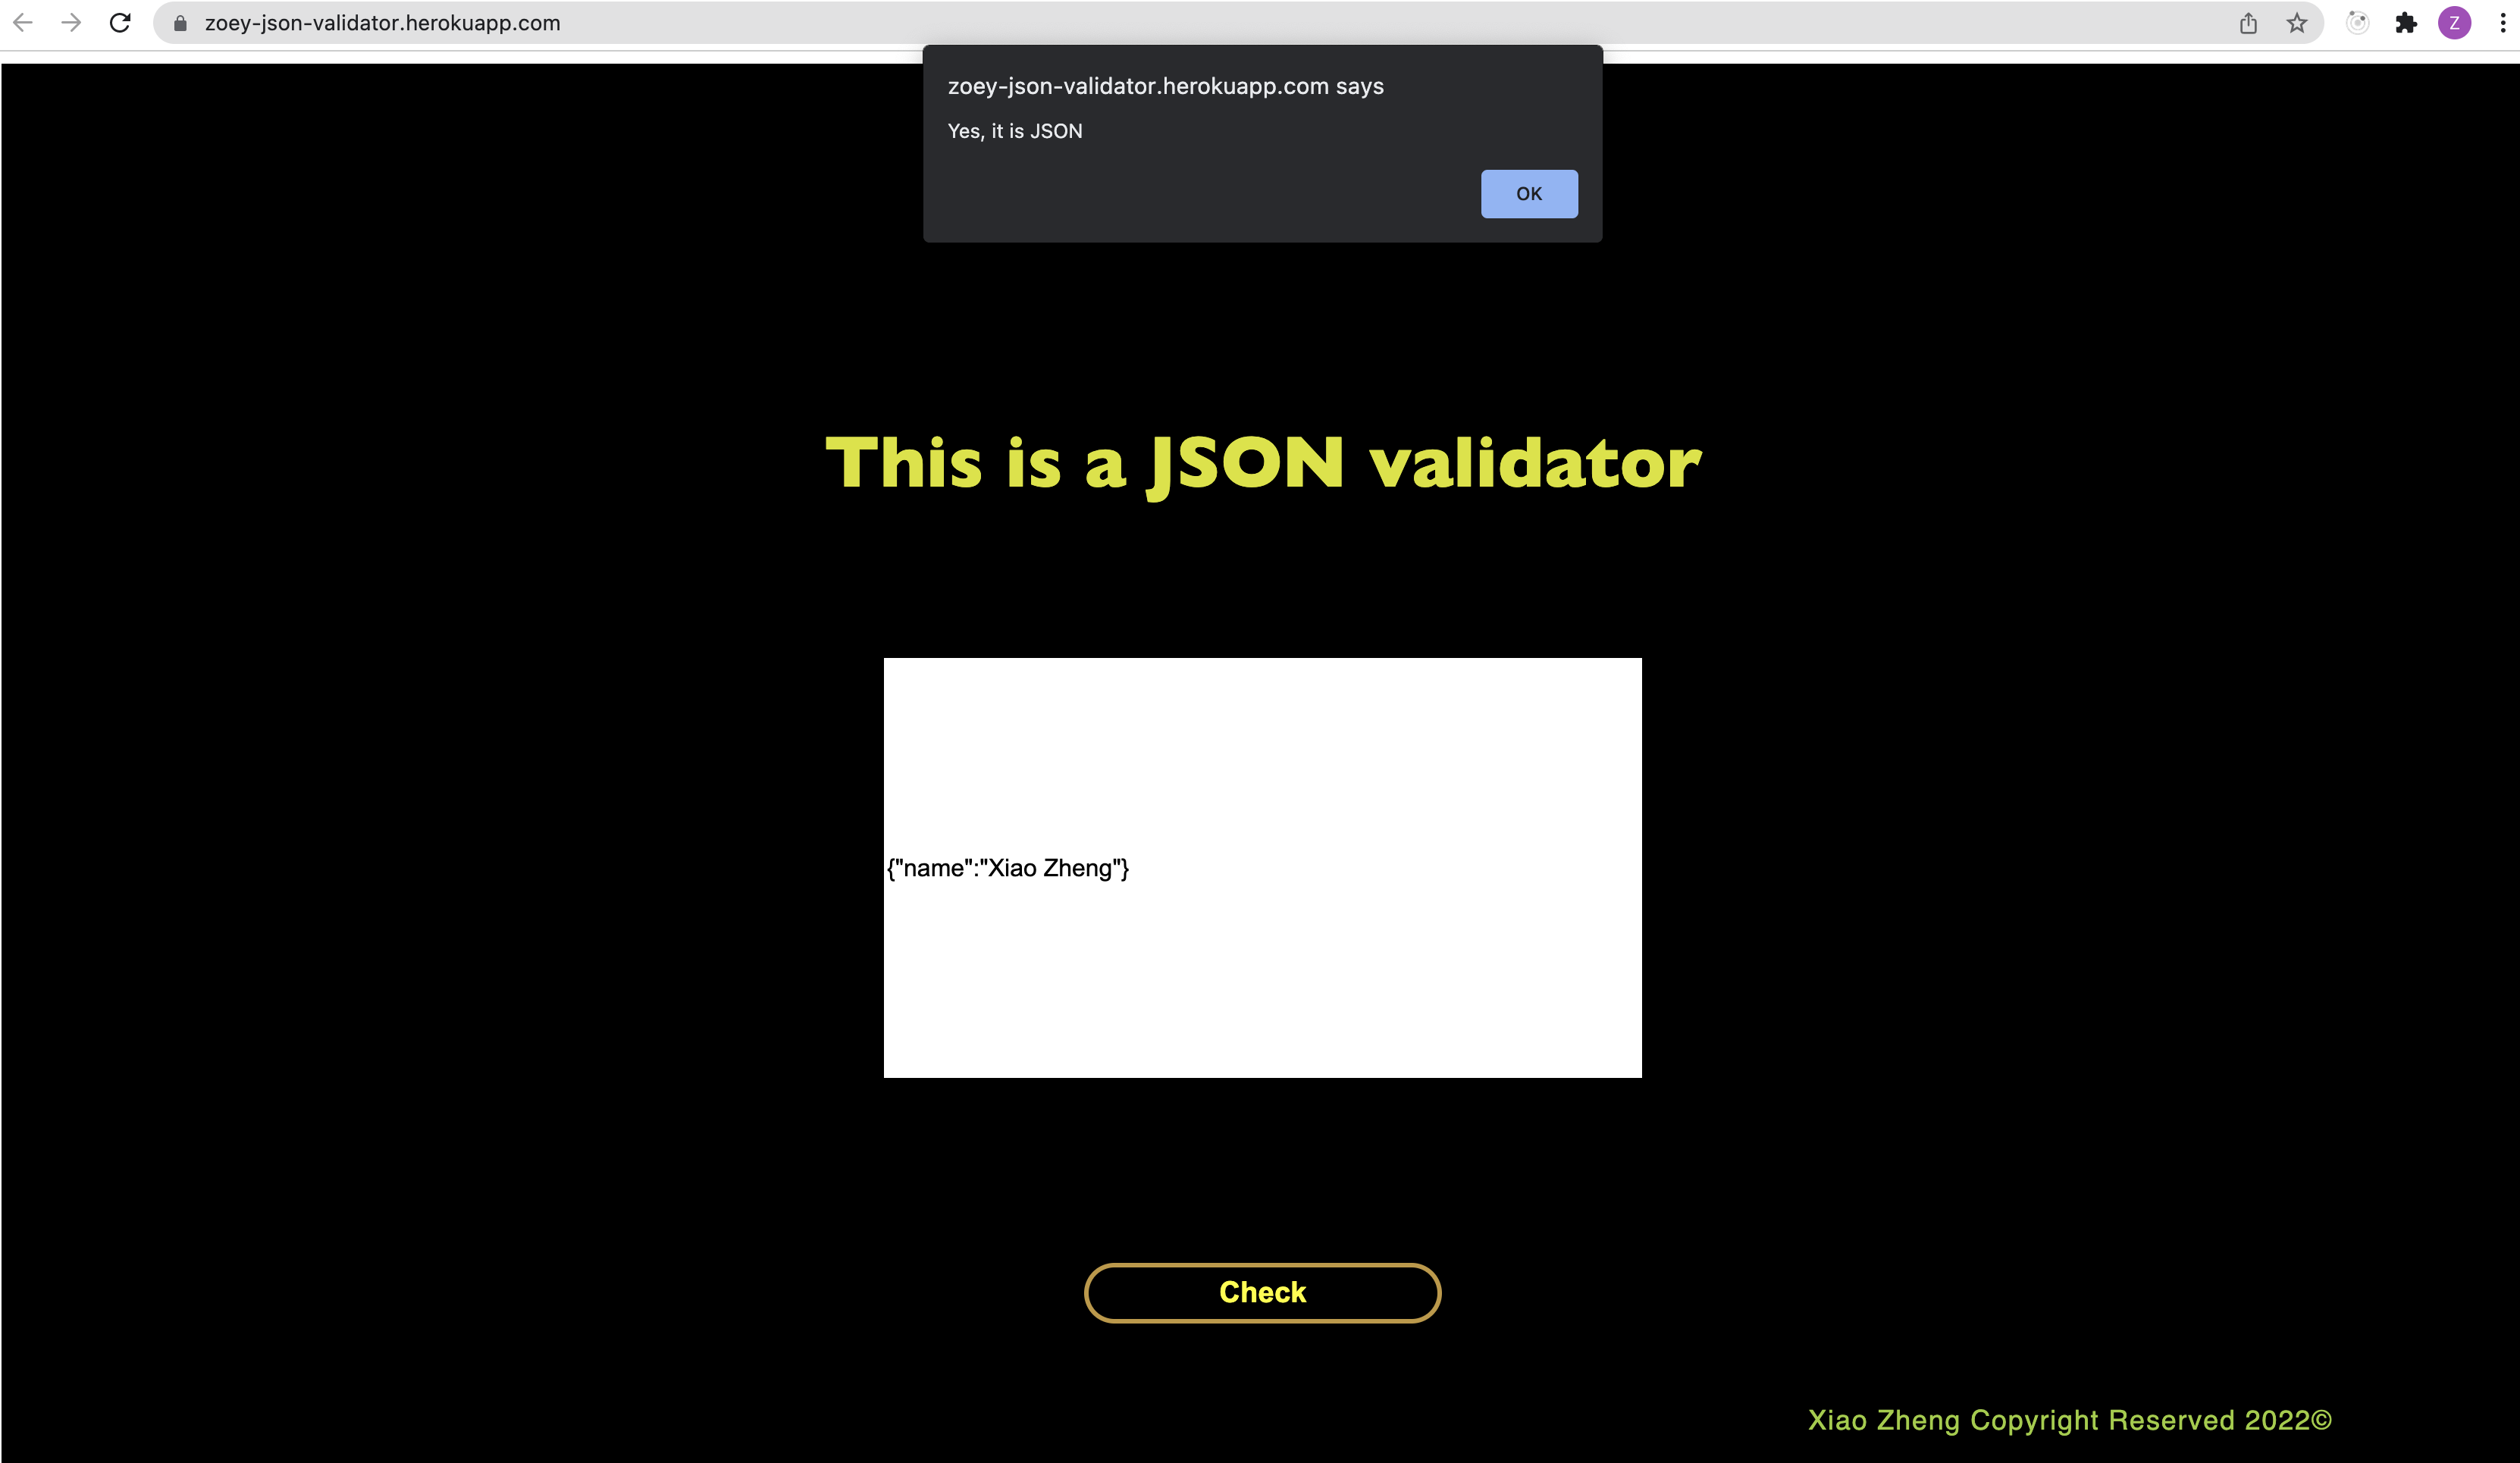 zoey-json-validator.herokuapp.com
Z
zoey-json-validator.herokuapp.com says
Yes, it is JSON
OK
This is a JSON validator
{"name":"Xiao Zheng"}
Check
Xiao Zheng Copyright Reserved 2022©